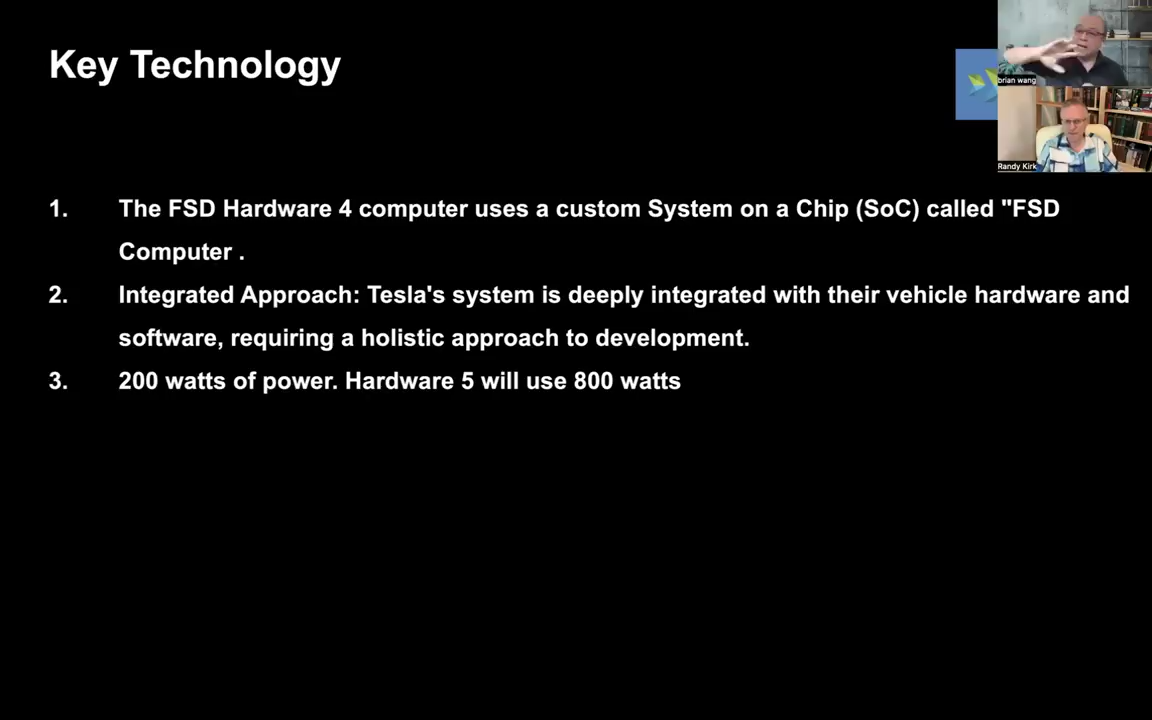 Key Technology
brian wang
Randy Kirk
1. The FSD Hardware 4 computer uses a custom System on a Chip (SoC) called "FSD
Computer .
2. Integrated Approach: Tesla's system is deeply integrated with their vehicle hardware and
software, requiring a holistic approach to development.
3. 200 watts of power. Hardware 5 will use 800 watts